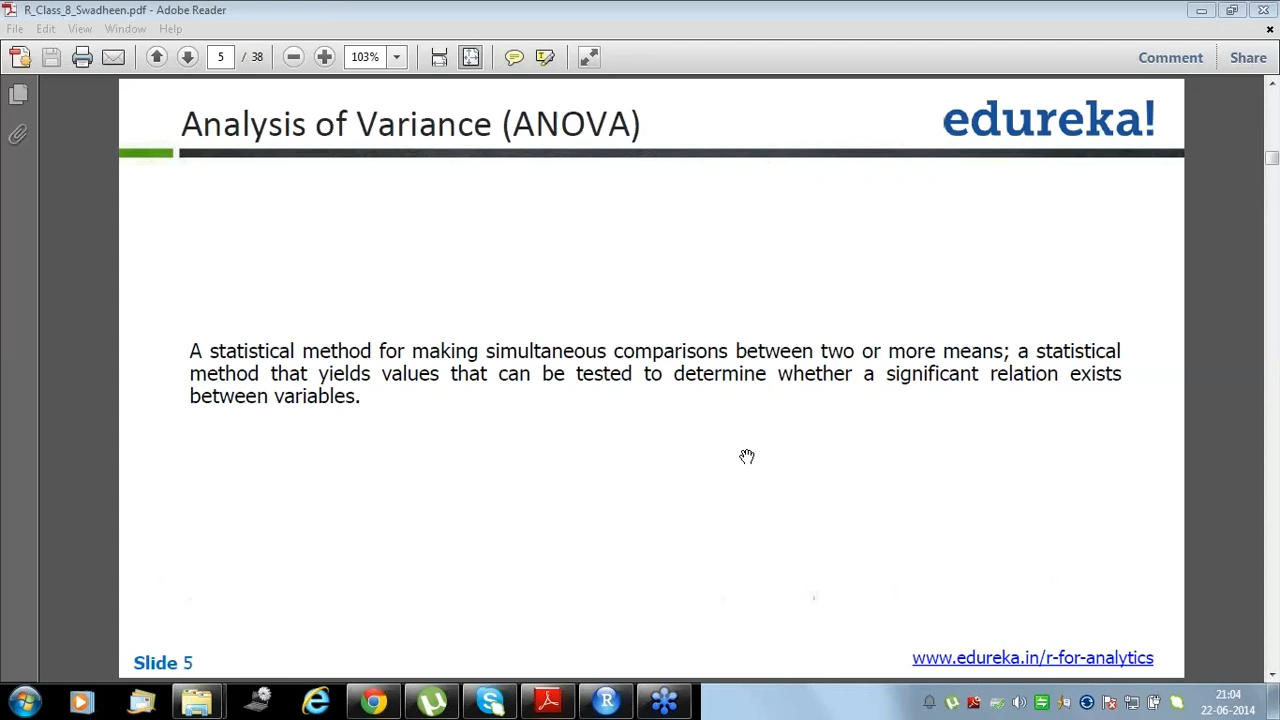 R_Class_8_Swadheen.pdf - Adobe Reader
File Edit View Window Help
5 / 38 103% Comment Share
Analysis of Variance (ANOVA)
edureka!
A statistical method for making simultaneous comparisons between two or more means; a statistical
method that yields values that can be tested to determine whether a significant relation exists
between variables.
Slide 5
www.edureka.in/r-for-analytics
21:04
22-06-2014